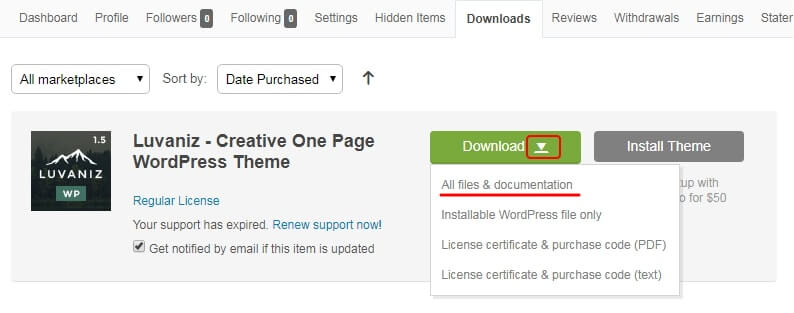 Dashboard Profile Followers 0 Following 0 Settings Hidden Items Downloads Reviews Withdrawals Earnings Stater
All marketplaces Sort by: Date Purchased
1.5
LUVANIZ
WP
Luvaniz - Creative One Page
WordPress Theme
Regular License
Your support has expired. Renew support now!
Get notified by email if this item is updated
Download Install Theme
All files & documentation
Installable WordPress file only
License certificate & purchase code (PDF)
License certificate & purchase code (text)
up with
o for $50